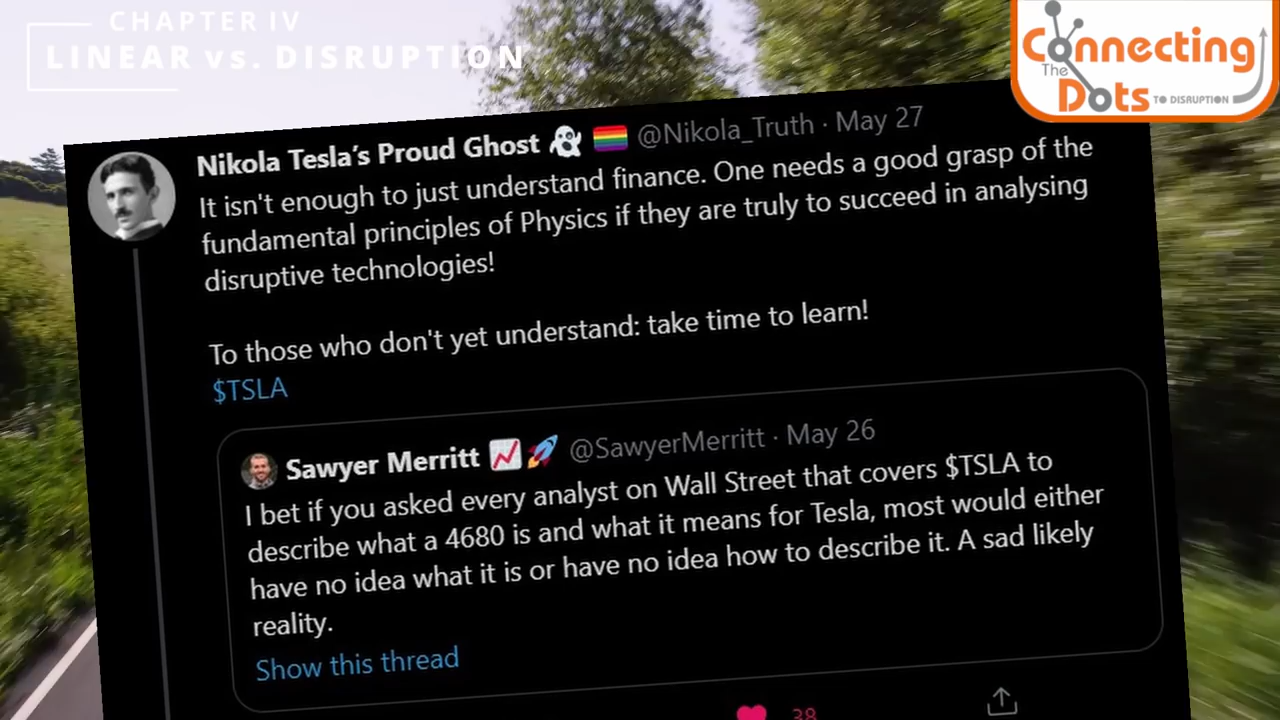 CHAPTER IV
LINEAR vs. DISRUPTION
Connecting
The
Dots TO DISRUPTION
Nikola Tesla's Proud Ghost 👻 🏳️‍🌈 @Nikola_Truth · May 27
It isn't enough to just understand finance. One needs a good grasp of the
fundamental principles of Physics if they are truly to succeed in analysing
disruptive technologies!
To those who don't yet understand: take time to learn!
$TSLA
Sawyer Merritt 📈🚀 @SawyerMerritt · May 26
I bet if you asked every analyst on Wall Street that covers $TSLA to
describe what a 4680 is and what it means for Tesla, most would either
have no idea what it is or have no idea how to describe it. A sad likely
reality.
Show this thread
38